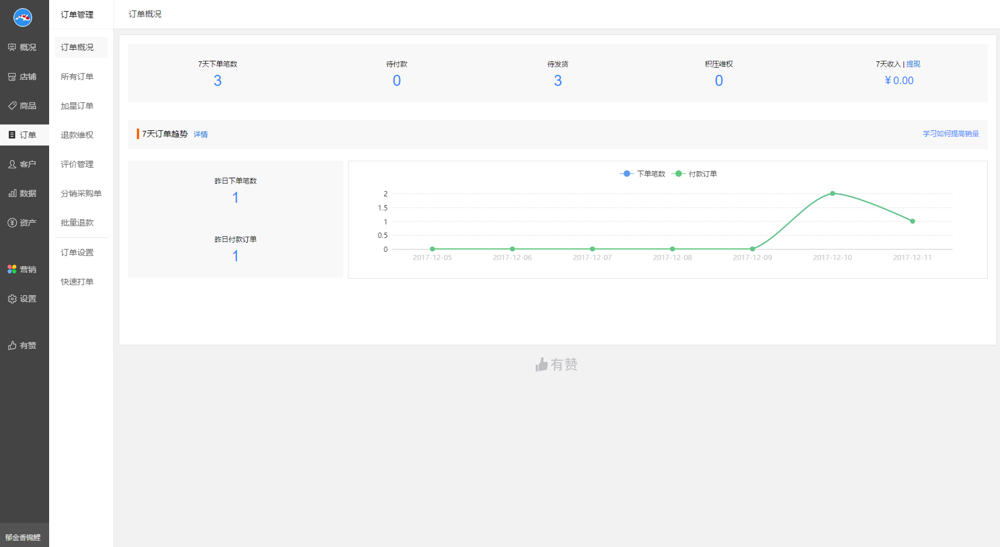 概况
店铺
商品
订单
客户
数据
资产
营销
设置
有赞
郁金香锦鲤
订单管理
订单概况
所有订单
加星订单
退款维权
评价管理
分销采购单
批量退款
订单设置
快速打单
订单概况
7天下单笔数
3
待付款
0
待发货
3
积压维权
0
7天收入 | 提现
￥0.00
7天订单趋势 详情
学习如何提高销量
昨日下单笔数
1
昨日付款订单
1
下单笔数 付款订单
2
1.5
1
0.5
0
2017-12-05 2017-12-06 2017-12-07 2017-12-08 2017-12-09 2017-12-10 2017-12-11
有赞